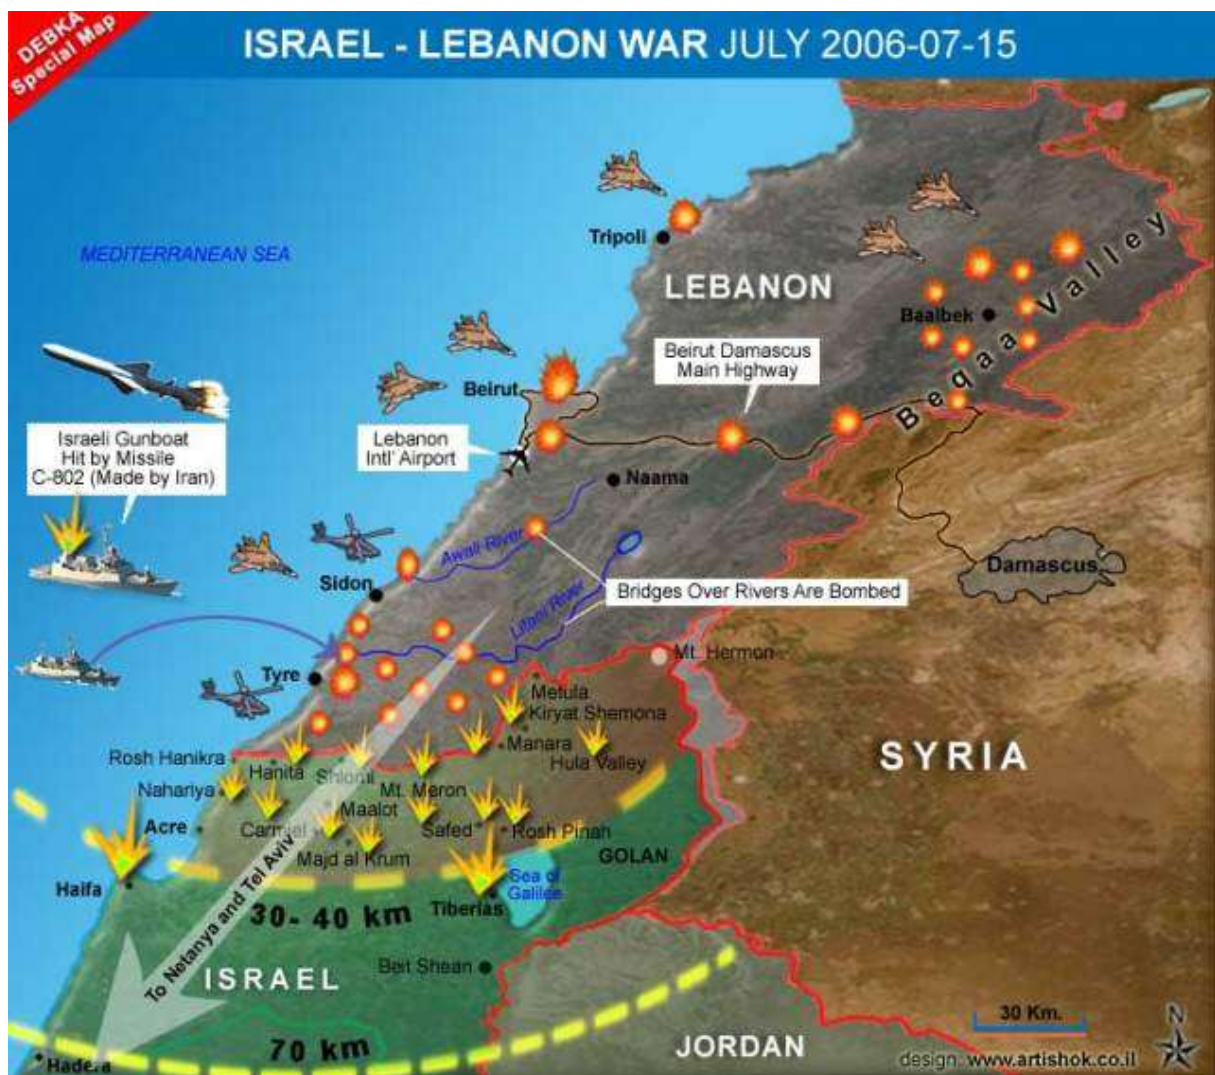 DEBKA
Special Map
ISRAEL - LEBANON WAR JULY 2006-07-15
MEDITERRANEAN SEA
Tripoli
LEBANON
Baalbek
Beqaa Valley
Beirut Damascus
Main Highway
Beirut
Lebanon
Intl' Airport
Israeli Gunboat
Hit by Missile
C-802 (Made by Iran)
Naama
Awali River
Sidon
Damascus
Bridges Over Rivers Are Bombed
Litani River
Mt. Hermon
Tyre
Metula
Kiryat Shemona
Manara
Hula Valley
SYRIA
Rosh Hanikra
Hanita
Shlomi
Nahariya
Mt. Meron
Maalot
Acre
Carmiel
Safed
Rosh Pinah
Majd al Krum
GOLAN
Haifa
Sea of
Galilee
Tiberias
30- 40 km
To Netanya and Tel Aviv
Beit Shean
ISRAEL
30 Km.
N
70 km
JORDAN
Hadera
design: www.artishok.co.il